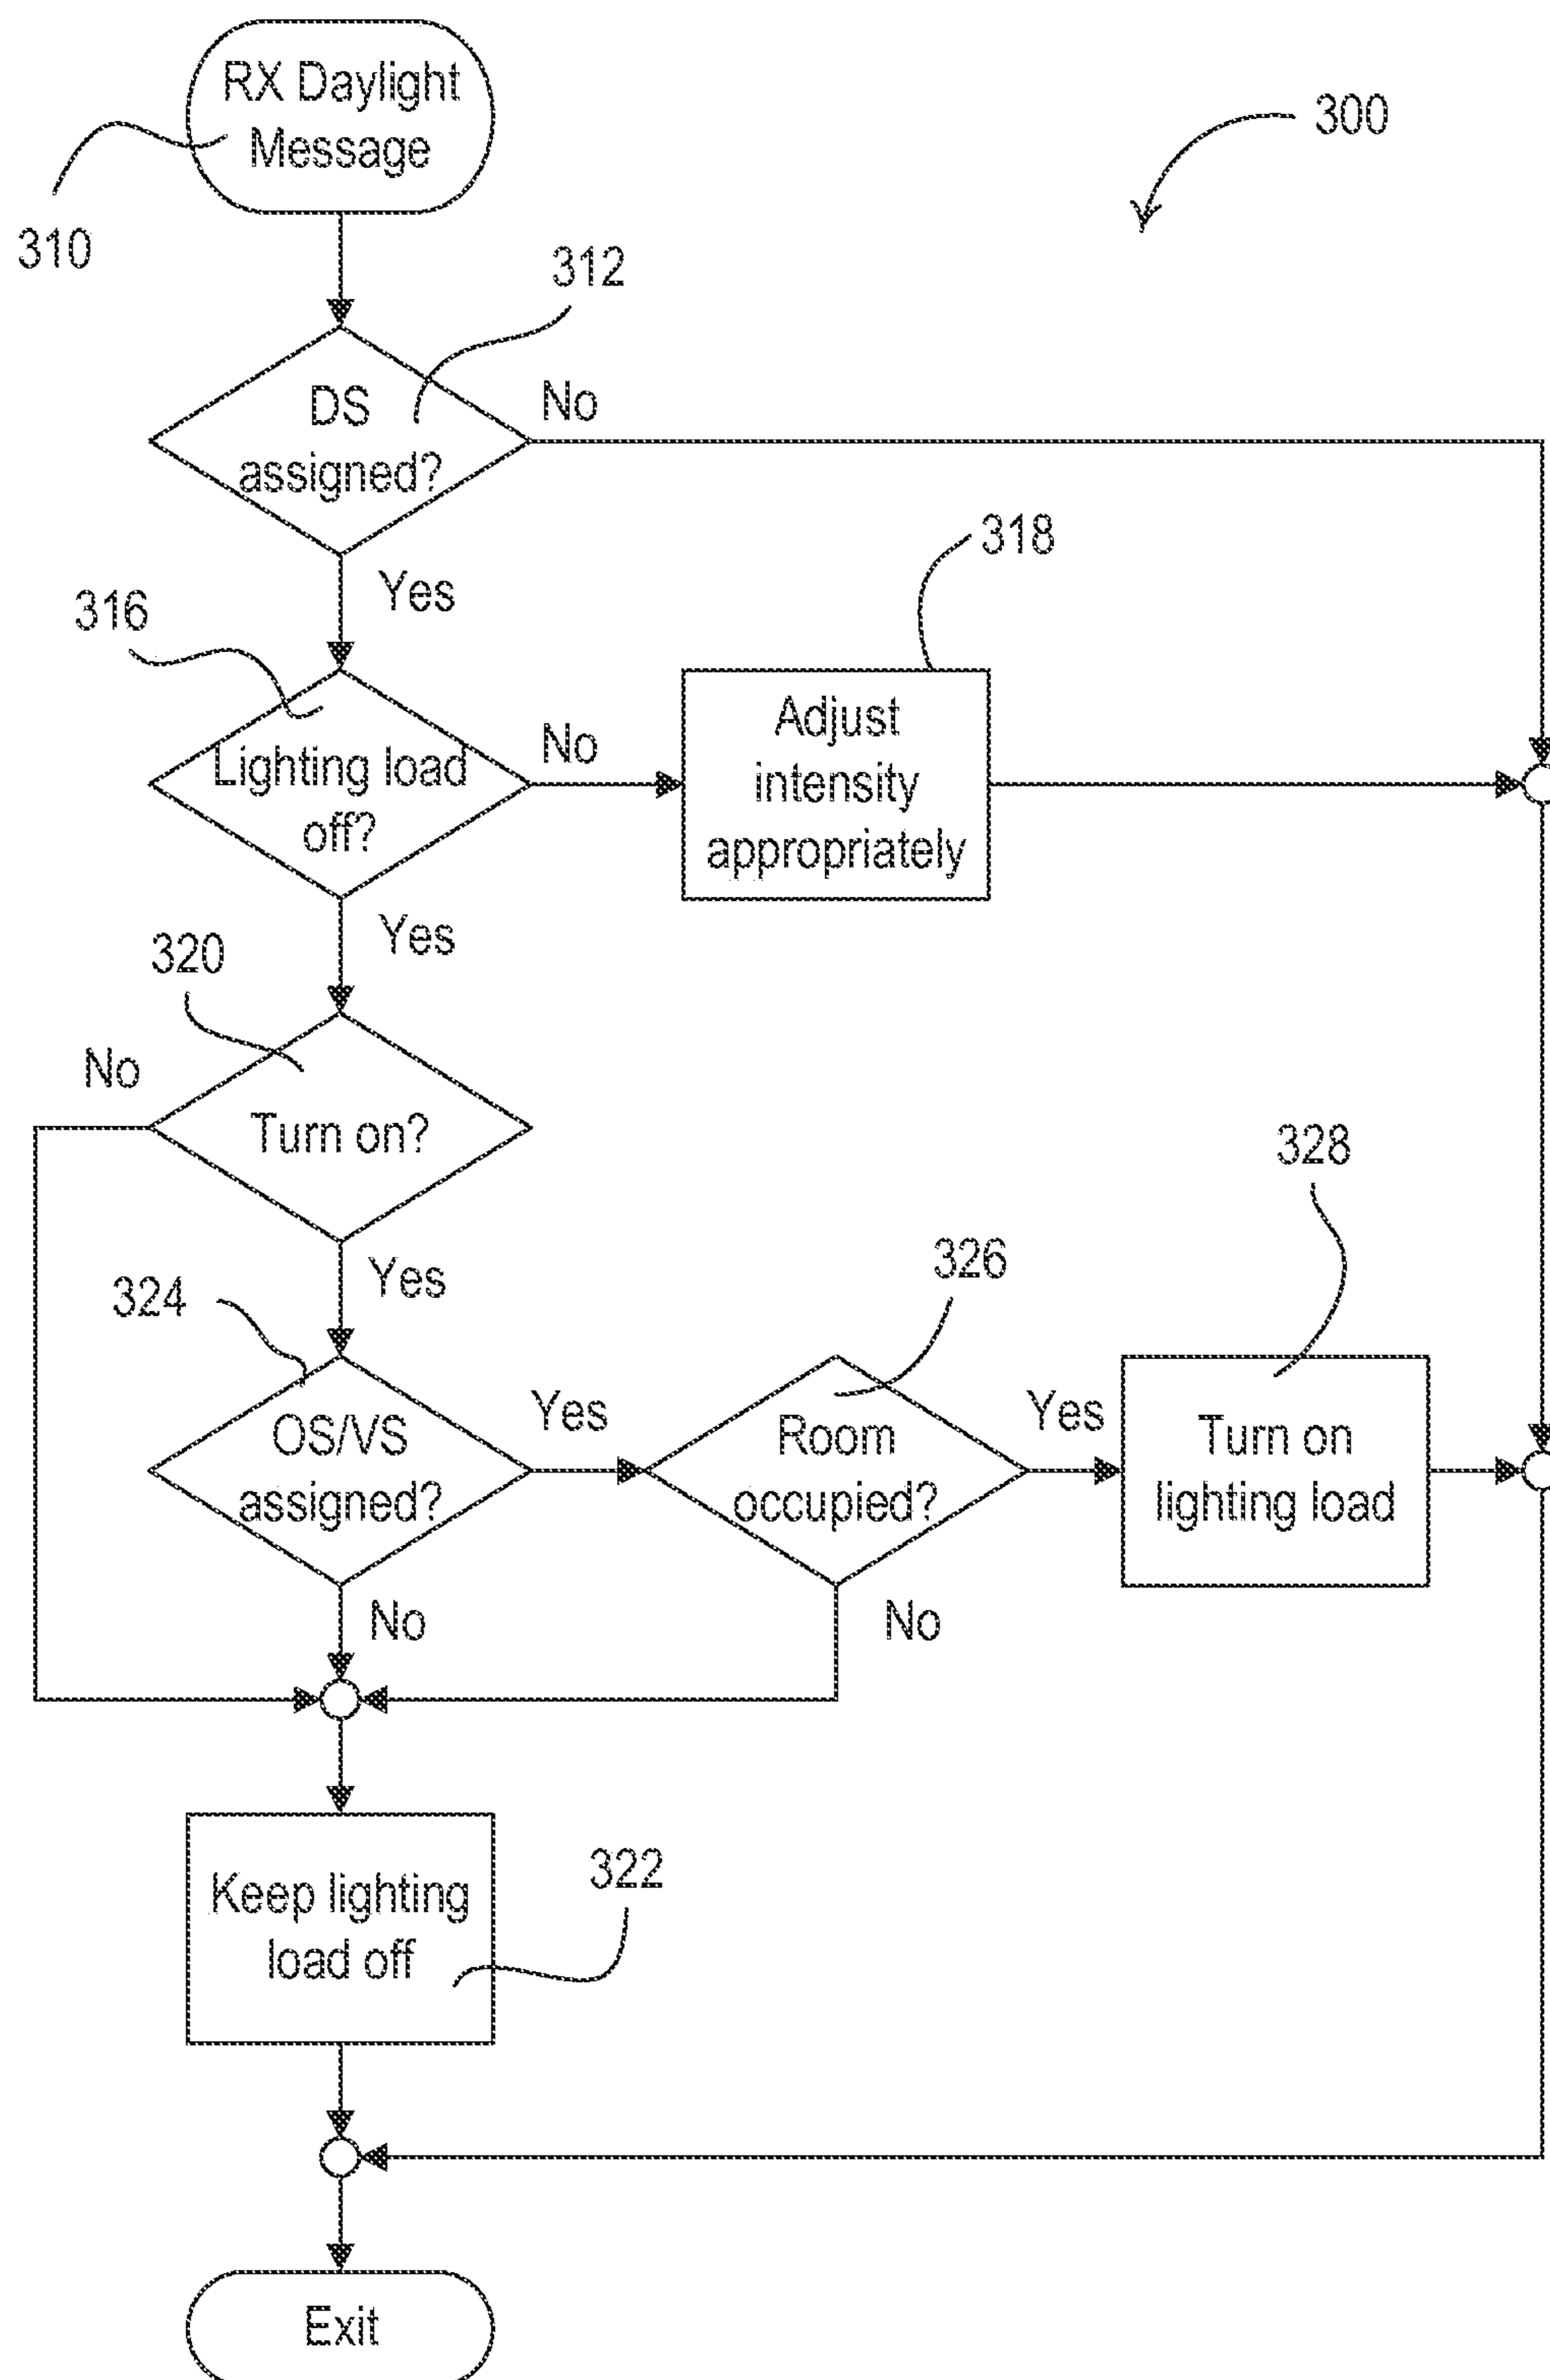 RX Daylight
Message
300
310
312
DS
assigned?
No
Yes
318
316
Adjust
intensity
appropriately
Lighting load
off?
No
Yes
320
No
Turn on?
328
Yes
326
324
OS/VS
assigned?
Yes
Room
occupied?
Yes
Turn on
lighting load
No
No
Keep lighting
load off
322
Exit